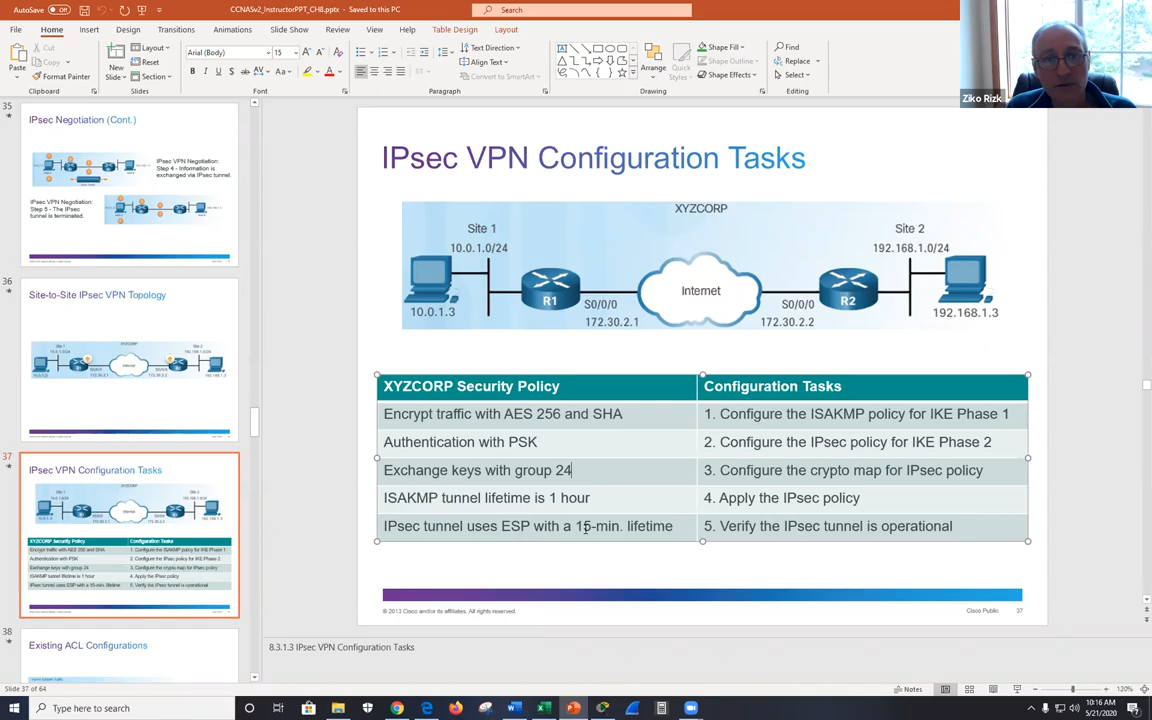 AutoSave Off
CCNASv2_InstructorPPT_CH8.pptx - Saved to this PC
Search
File Home Insert Design Transitions Animations Slide Show Review View Help Table Design Layout
Paste
Cut
Copy
Format Painter
Clipboard
New Slide
Layout
Reset
Section
Slides
Arial (Body) 15
Font
Text Direction
Align Text
Convert to SmartArt
Paragraph
Arrange
Quick Styles
Shape Fill
Shape Outline
Shape Effects
Drawing
Find
Replace
Select
Editing
Ziko Rizk
35
IPsec Negotiation (Cont.)
IPsec VPN Negotiation:
Step 4 - Information is
exchanged via IPsec tunnel.
IPsec VPN Negotiation:
Step 5 - The IPsec
tunnel is terminated.
36
Site-to-Site IPsec VPN Topology
37
IPsec VPN Configuration Tasks
38
Existing ACL Configurations
IPsec VPN Configuration Tasks
XYZCORP
Site 1
10.0.1.0/24
Site 2
192.168.1.0/24
R1
Internet
R2
10.0.1.3
S0/0/0
172.30.2.1
S0/0/0
172.30.2.2
192.168.1.3
XYZCORP Security Policy Configuration Tasks
Encrypt traffic with AES 256 and SHA 1. Configure the ISAKMP policy for IKE Phase 1
Authentication with PSK 2. Configure the IPsec policy for IKE Phase 2
Exchange keys with group 24 3. Configure the crypto map for IPsec policy
ISAKMP tunnel lifetime is 1 hour 4. Apply the IPsec policy
IPsec tunnel uses ESP with a 15-min. lifetime 5. Verify the IPsec tunnel is operational
© 2013 Cisco and/or its affiliates. All rights reserved. Cisco Public 37
8.3.1.3 IPsec VPN Configuration Tasks
Slide 37 of 64
Notes
120%
Type here to search
10:16 AM
5/21/2020